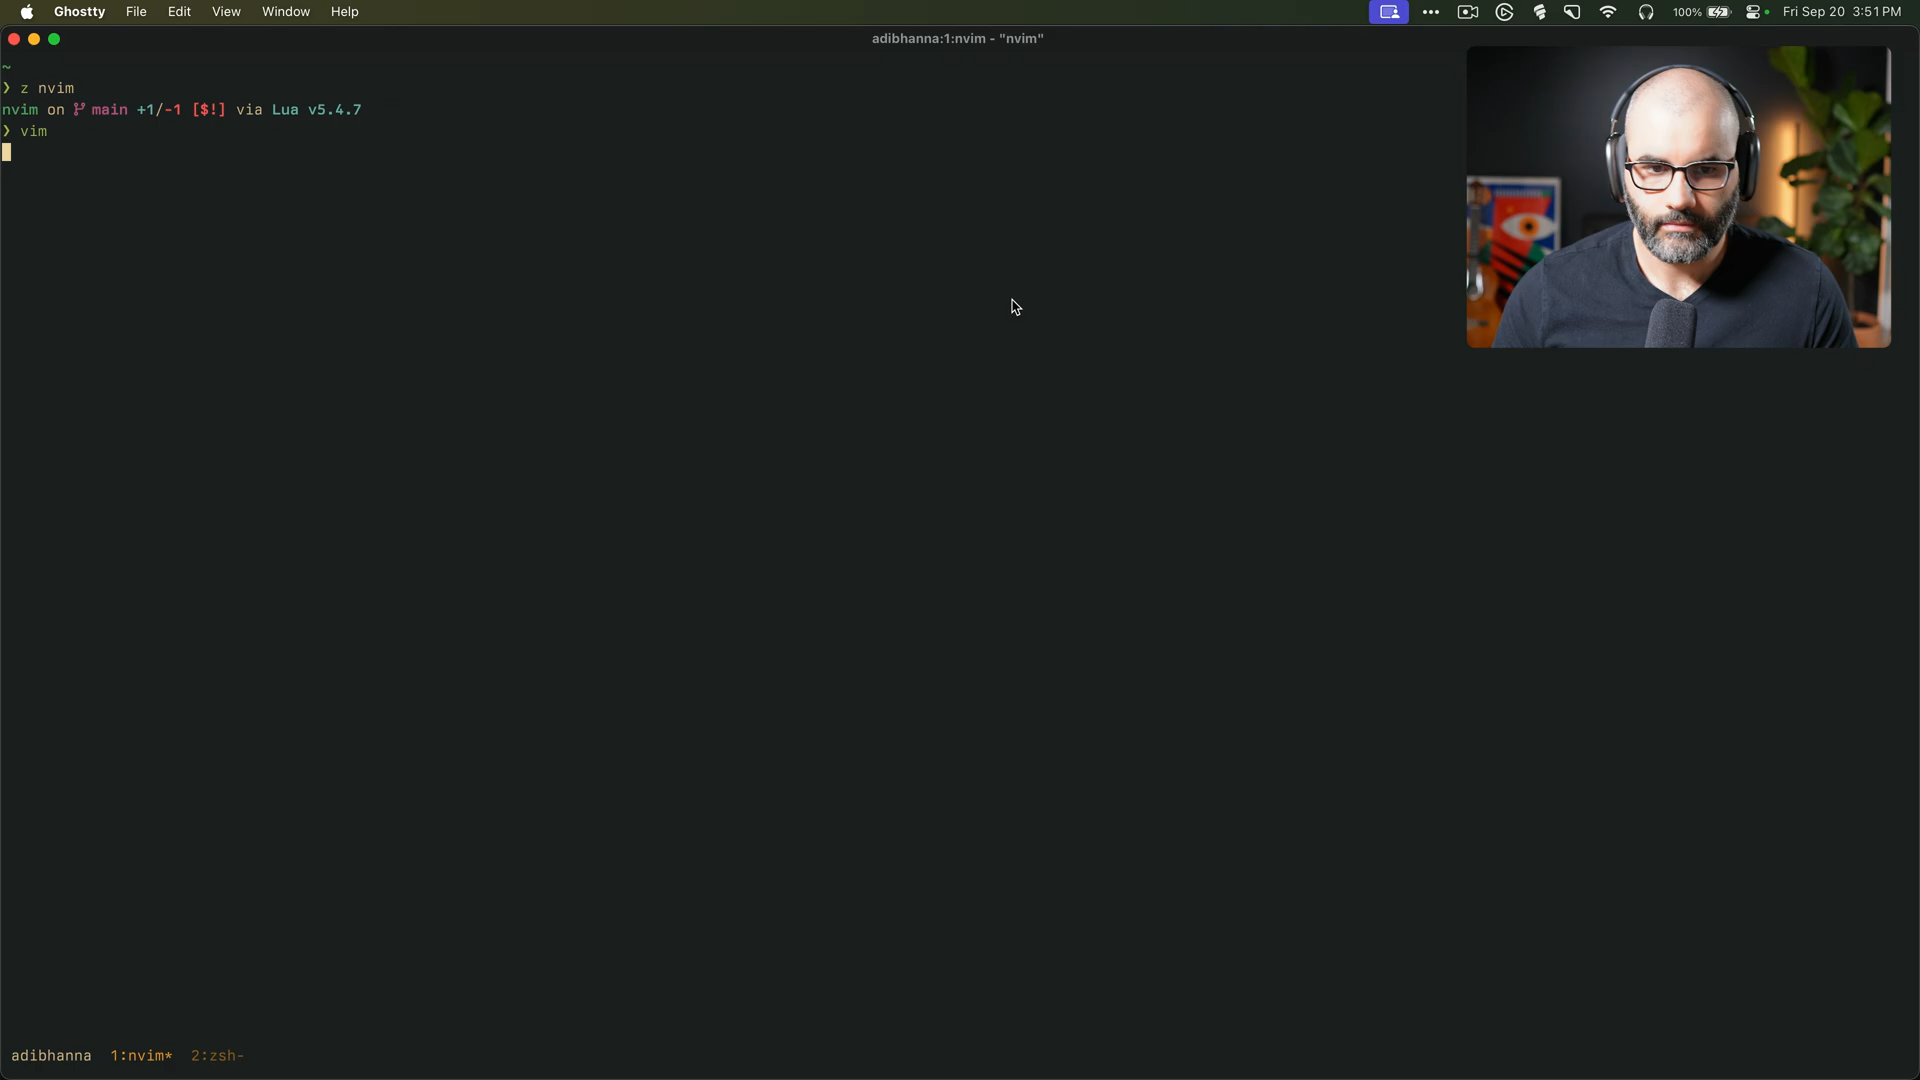 Ghostty File Edit View Window Help 100% Fri Sep 20 3:51 PM
adibhanna:1:nvim - "nvim"
~
❯ z nvim
nvim on main +1/-1 [$!] via Lua v5.4.7
❯ vim
adibhanna 1:nvim* 2:zsh-